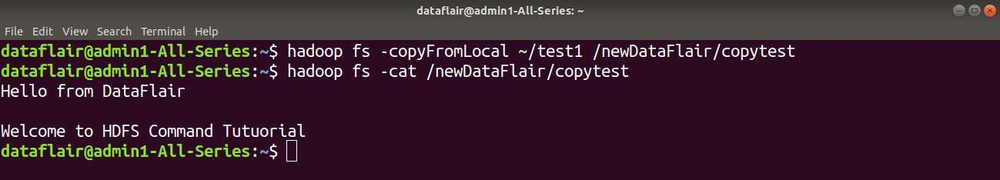 dataflair@admin1-All-Series: ~
File Edit View Search Terminal Help
dataflair@admin1-All-Series:~$ hadoop fs -copyFromLocal ~/test1 /newDataFlair/copytest
dataflair@admin1-All-Series:~$ hadoop fs -cat /newDataFlair/copytest
Hello from DataFlair
Welcome to HDFS Command Tutuorial
dataflair@admin1-All-Series:~$